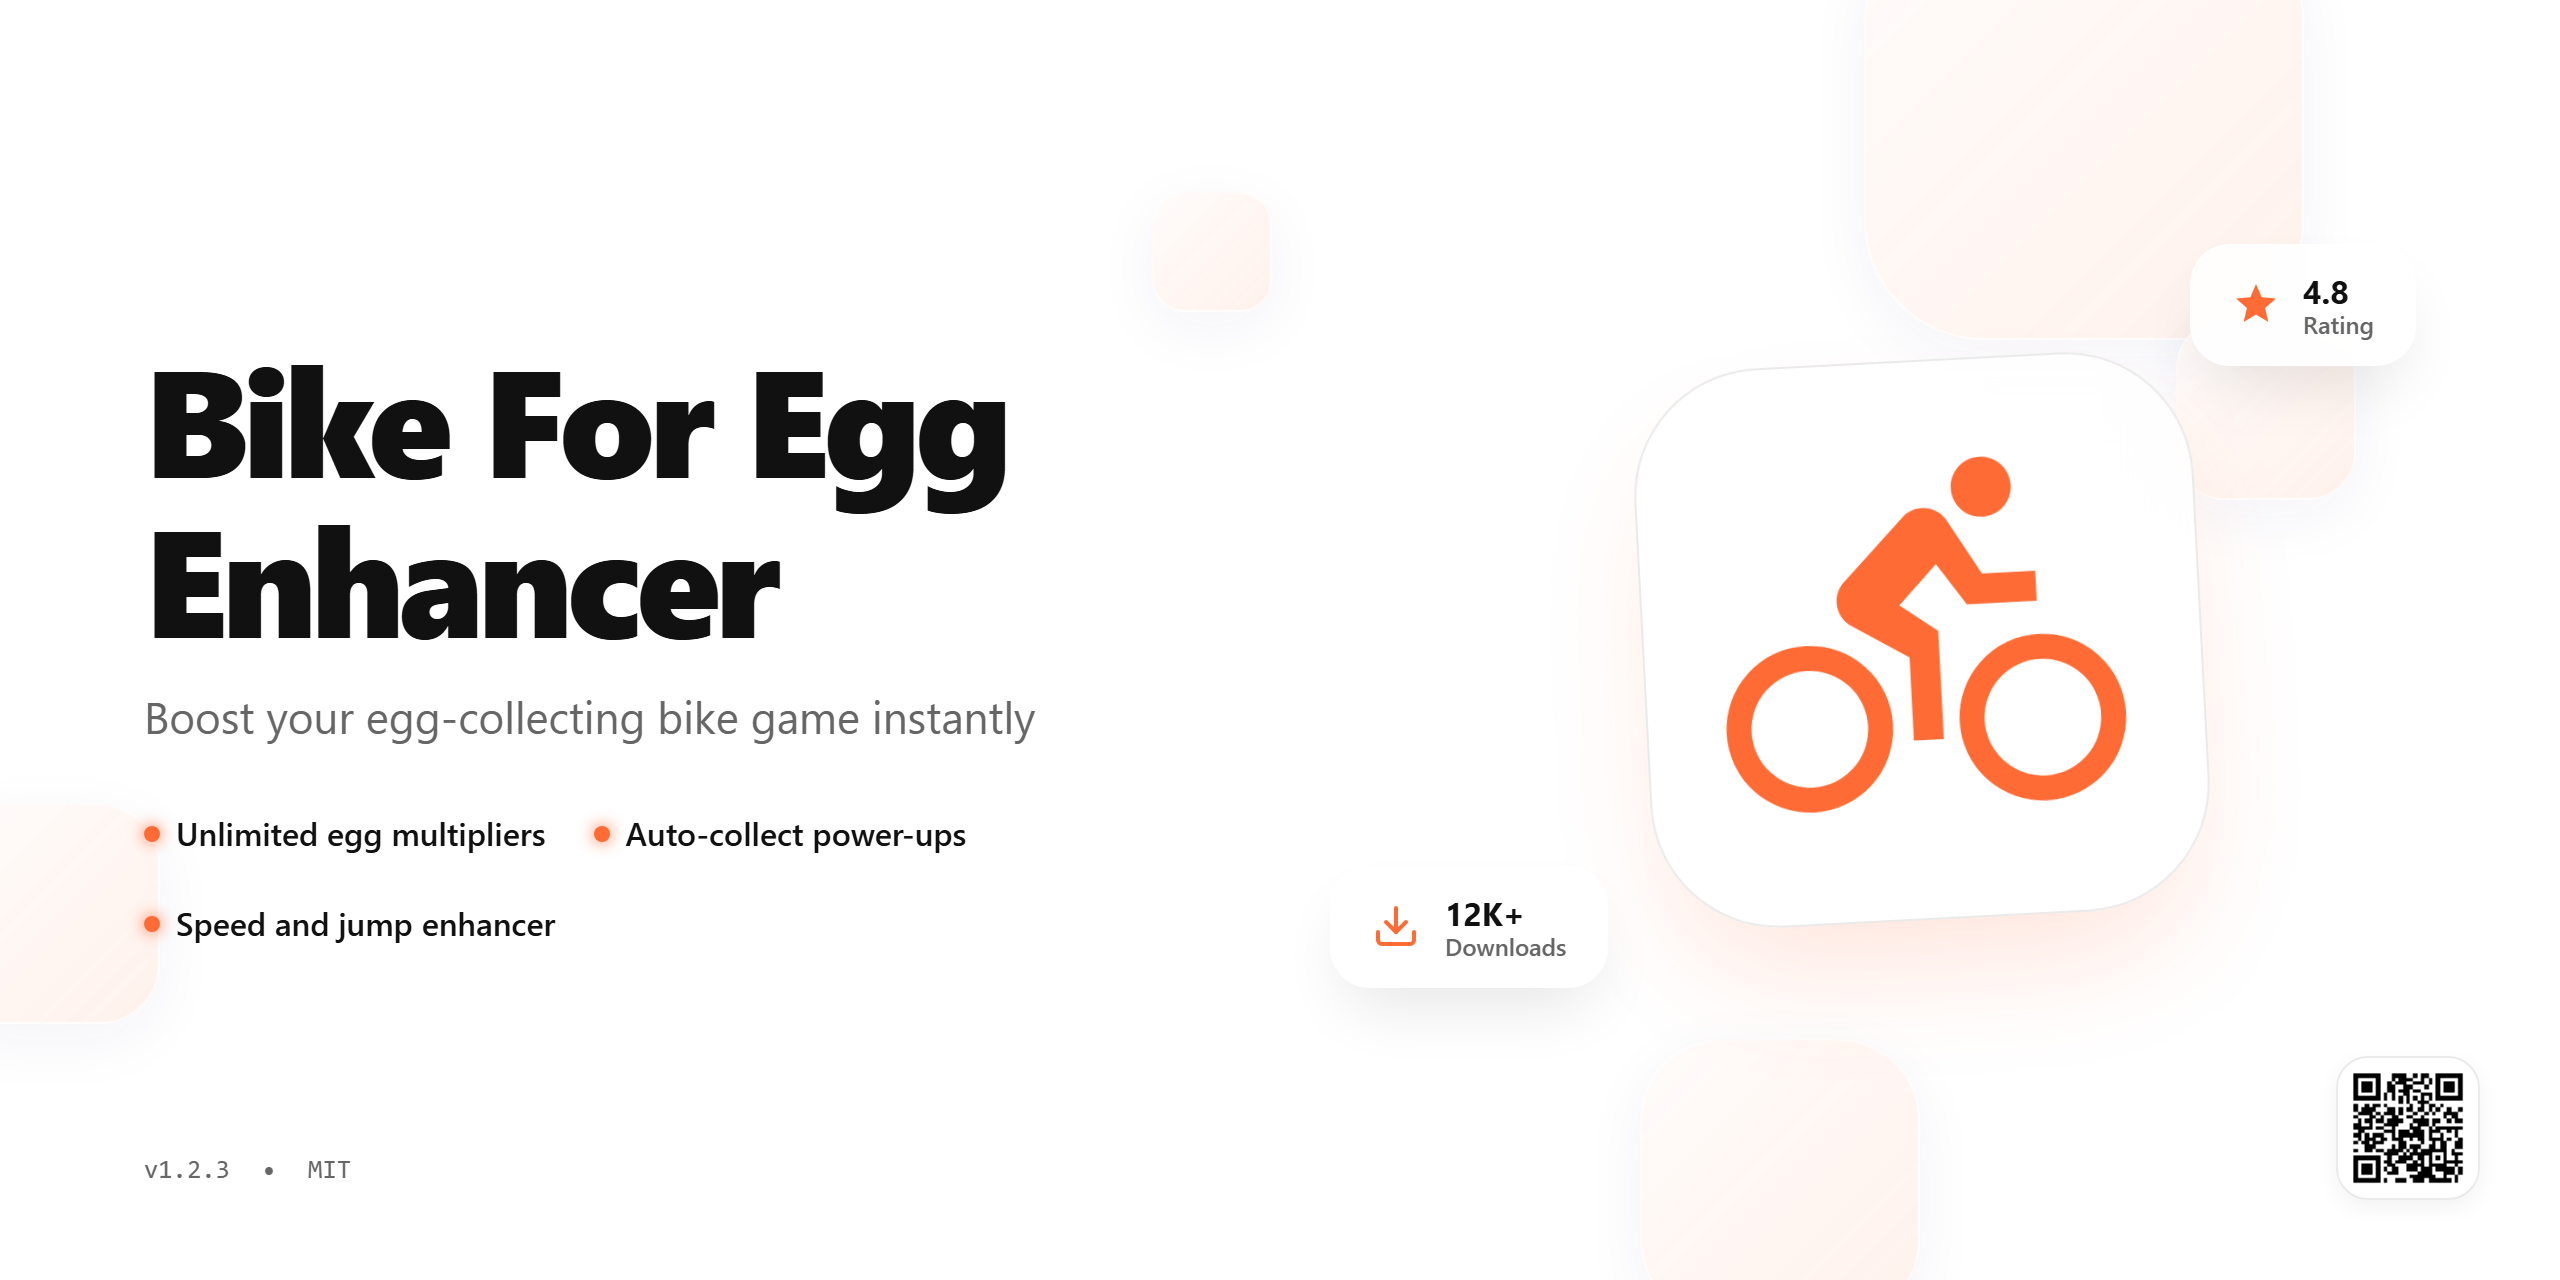 Bike For Egg
Enhancer
Boost your egg-collecting bike game instantly
Unlimited egg multipliers
Auto-collect power-ups
Speed and jump enhancer
4.8
Rating
12K+
Downloads
v1.2.3 • MIT